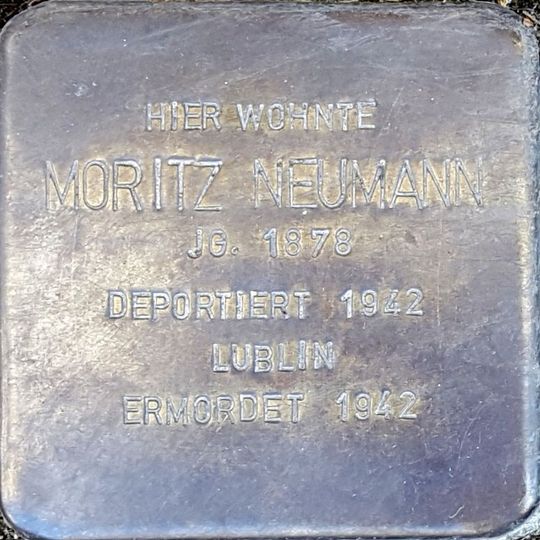 HIER WOHNTE
MORITZ NEUMANN
JG. 1878
DEPORTIERT 1942
LUBLIN
ERMORDET 1942